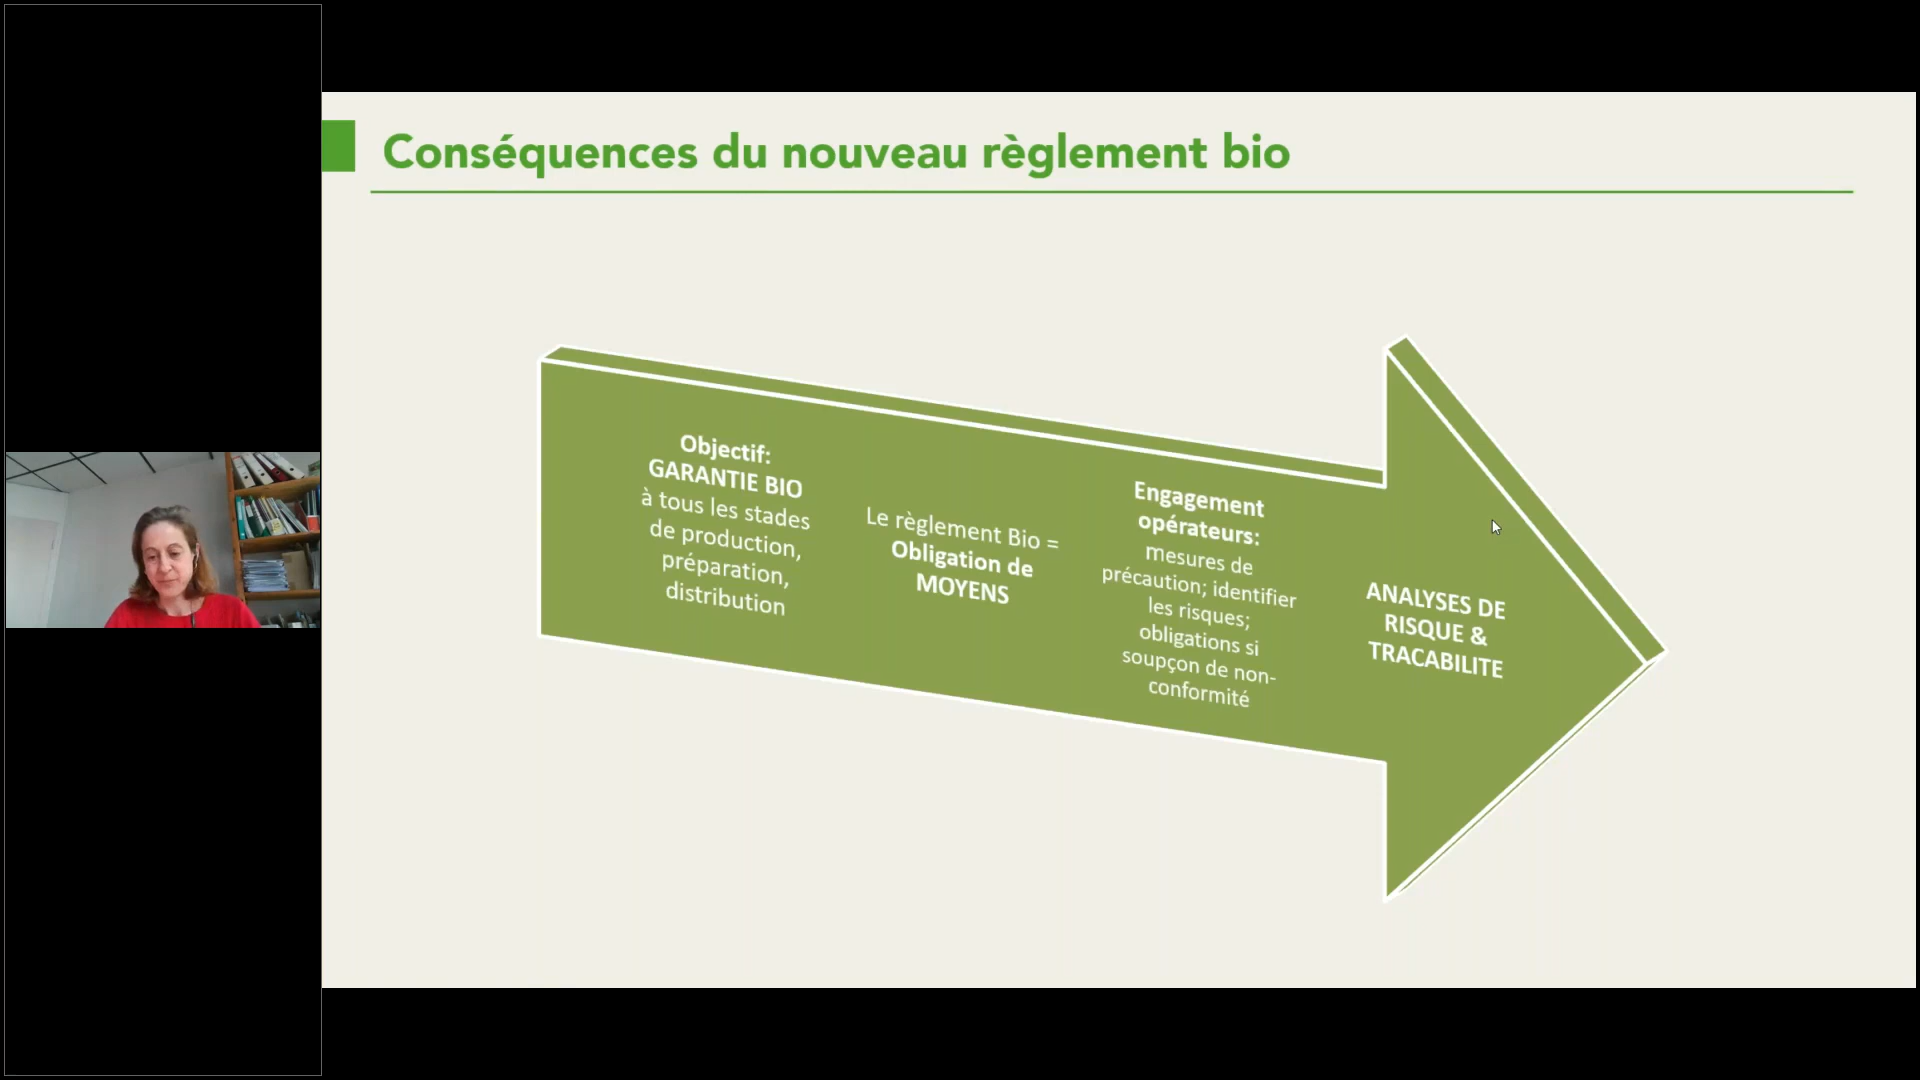 Conséquences du nouveau règlement bio
Objectif:
GARANTIE BIO
à tous les stades
de production,
préparation,
distribution
Le règlement Bio =
Obligation de
MOYENS
Engagement
opérateurs:
mesures de
précaution; identifier
les risques;
obligations si
soupçon de non-
conformité
ANALYSES DE
RISQUE &
TRACABILITE